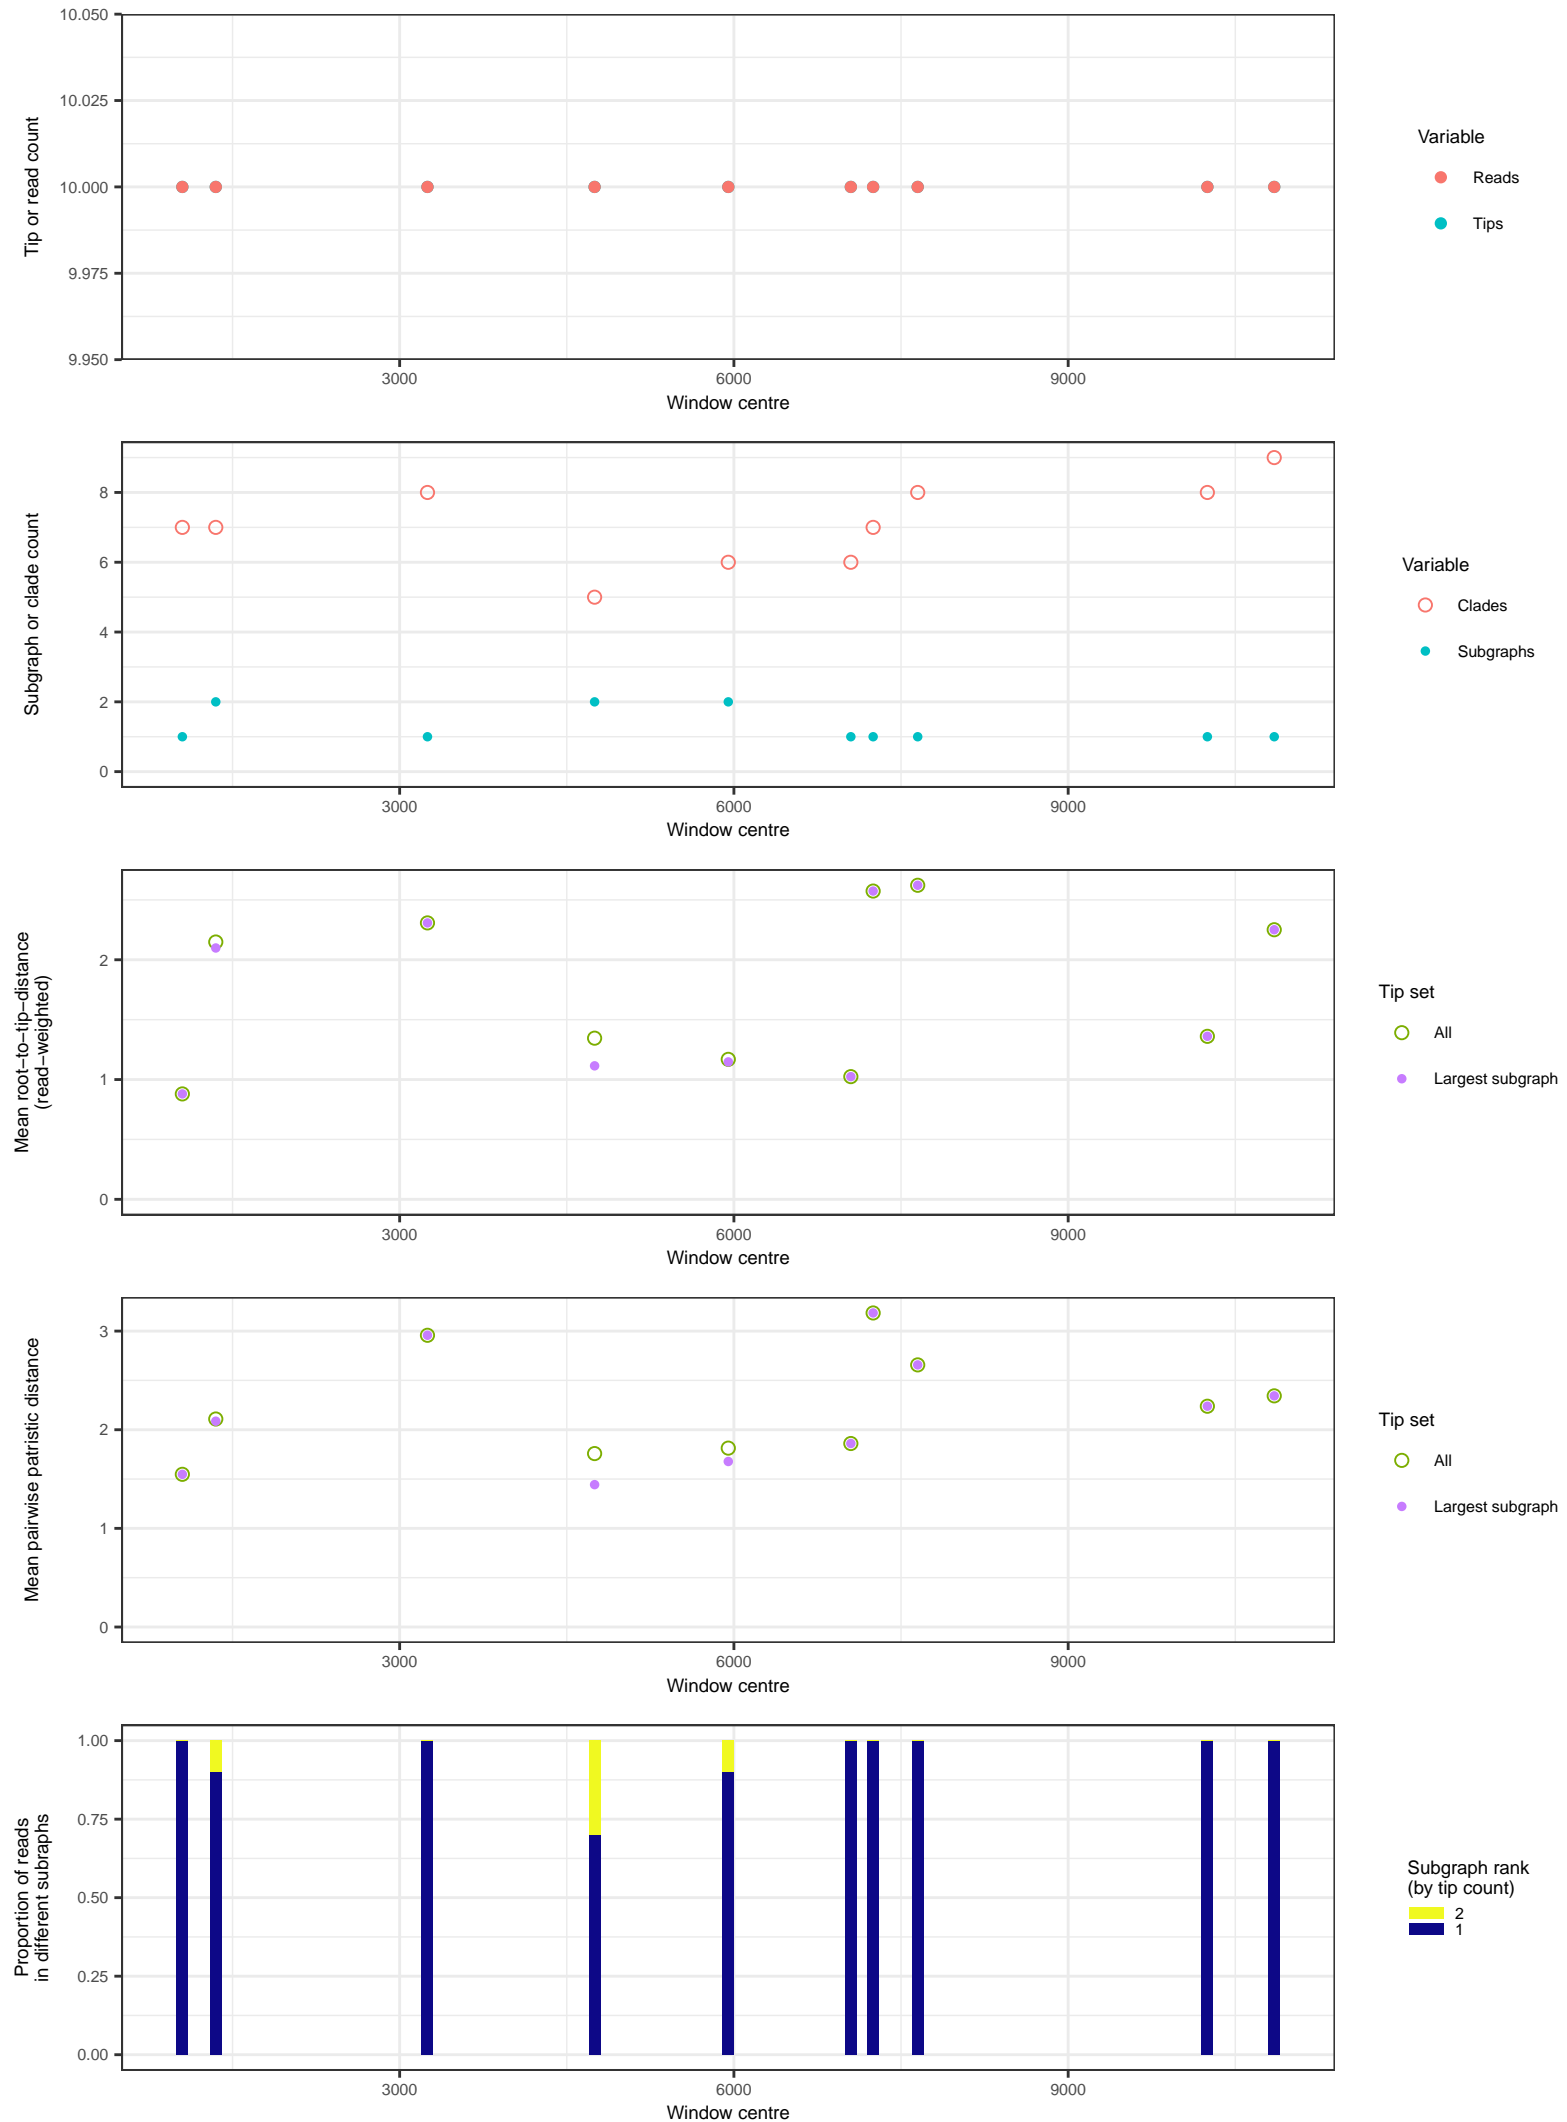 10.050
10.025
10.000
9.975
9.950
Tip or read count
3000
6000
9000
Window centre
Variable
Reads
Tips
8
6
4
2
0
Subgraph or clade count
3000
6000
9000
Window centre
Variable
Clades
Subgraphs
2
1
0
Mean root−to−tip−distance
(read−weighted)
3000
6000
9000
Window centre
Tip set
All
Largest subgraph
3
2
1
0
Mean pairwise patristic distance
3000
6000
9000
Window centre
Tip set
All
Largest subgraph
1.00
0.75
0.50
0.25
0.00
Proportion of reads
in different subraphs
3000
6000
9000
Window centre
Subgraph rank
(by tip count)
2
1